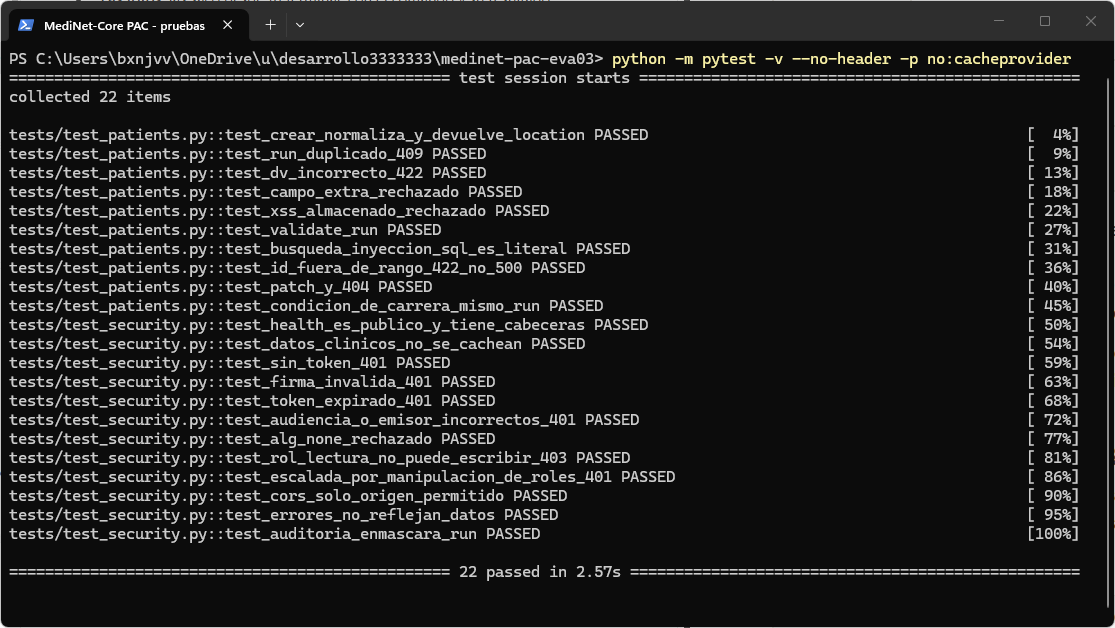 MediNet-Core PAC - pruebas
PS C:\Users\bxnjvv\OneDrive\u\desarrollo3333333\medinet-pac-eva03> python -m pytest -v --no-header -p no:cacheprovider
================================================= test session starts =================================================
collected 22 items
tests/test_patients.py::test_crear_normaliza_y_devuelve_location PASSED [  4%]
tests/test_patients.py::test_run_duplicado_409 PASSED [  9%]
tests/test_patients.py::test_dv_incorrecto_422 PASSED [ 13%]
tests/test_patients.py::test_campo_extra_rechazado PASSED [ 18%]
tests/test_patients.py::test_xss_almacenado_rechazado PASSED [ 22%]
tests/test_patients.py::test_validate_run PASSED [ 27%]
tests/test_patients.py::test_busqueda_inyeccion_sql_es_literal PASSED [ 31%]
tests/test_patients.py::test_id_fuera_de_rango_422_no_500 PASSED [ 36%]
tests/test_patients.py::test_patch_y_404 PASSED [ 40%]
tests/test_patients.py::test_condicion_de_carrera_mismo_run PASSED [ 45%]
tests/test_security.py::test_health_es_publico_y_tiene_cabeceras PASSED [ 50%]
tests/test_security.py::test_datos_clinicos_no_se_cachean PASSED [ 54%]
tests/test_security.py::test_sin_token_401 PASSED [ 59%]
tests/test_security.py::test_firma_invalida_401 PASSED [ 63%]
tests/test_security.py::test_token_expirado_401 PASSED [ 68%]
tests/test_security.py::test_audiencia_o_emisor_incorrectos_401 PASSED [ 72%]
tests/test_security.py::test_alg_none_rechazado PASSED [ 77%]
tests/test_security.py::test_rol_lectura_no_puede_escribir_403 PASSED [ 81%]
tests/test_security.py::test_escalada_por_manipulacion_de_roles_401 PASSED [ 86%]
tests/test_security.py::test_cors_solo_origen_permitido PASSED [ 90%]
tests/test_security.py::test_errores_no_reflejan_datos PASSED [ 95%]
tests/test_security.py::test_auditoria_enmascara_run PASSED [100%]
================================================= 22 passed in 2.57s ==================================================